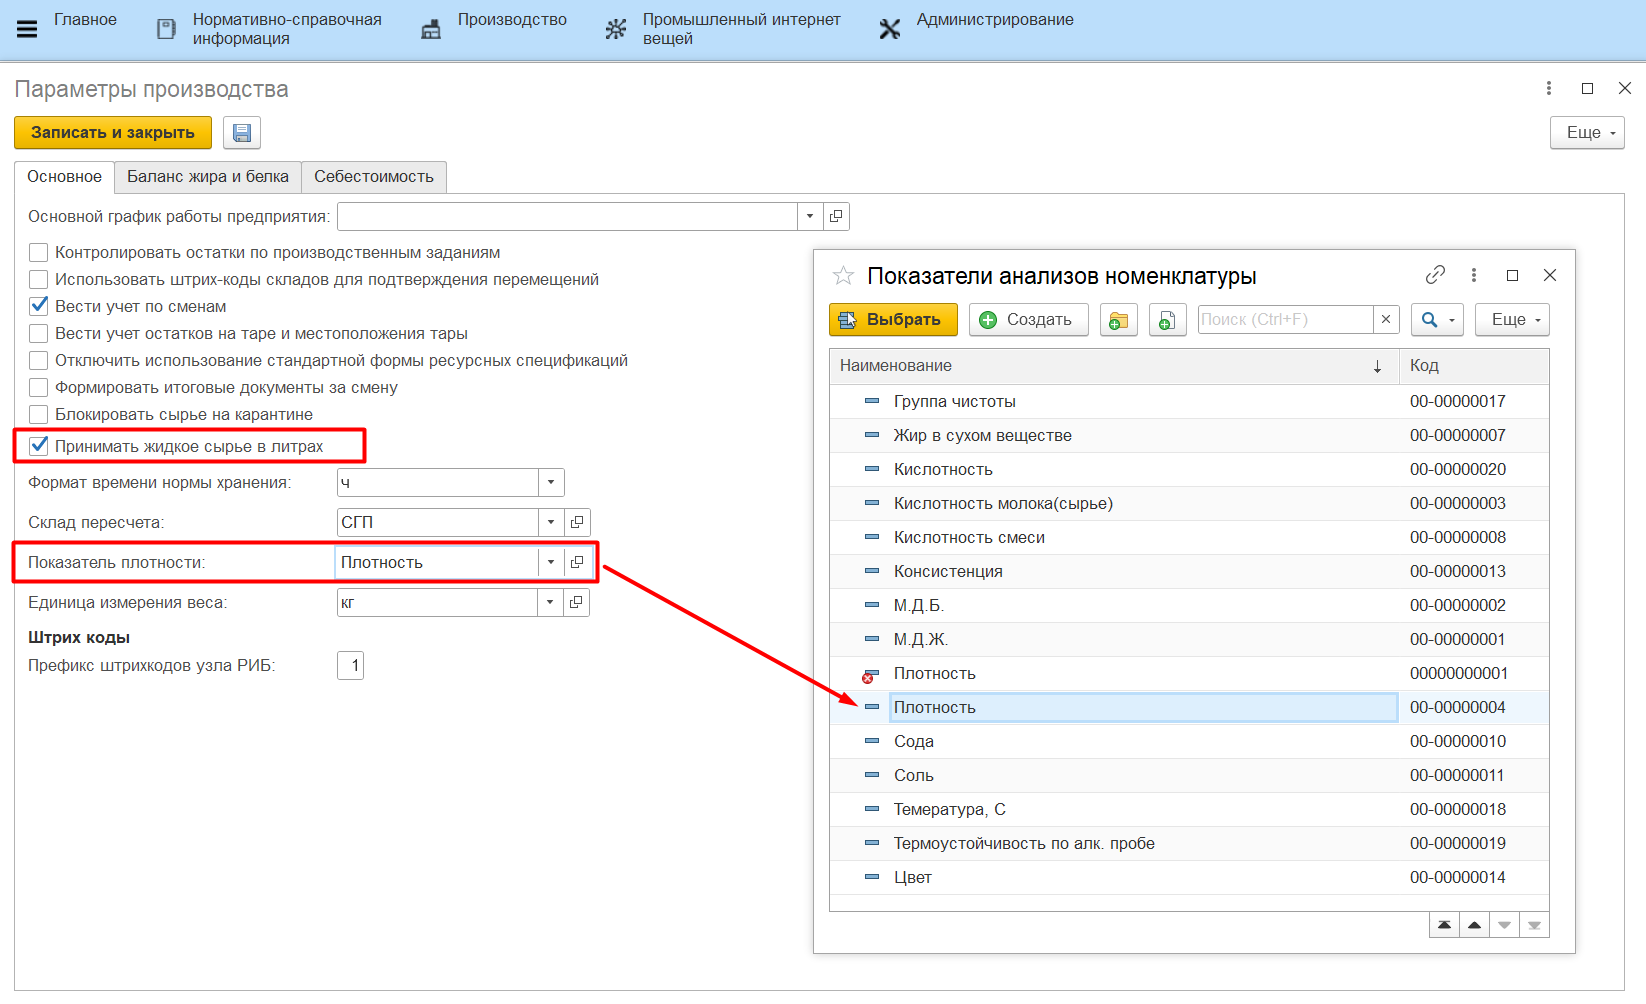 Главное
Нормативно-справочная
информация
Производство
Промышленный интернет
вещей
Администрирование
Параметры производства
Записать и закрыть
Еще
Основное
Баланс жира и белка
Себестоимость
Основной график работы предприятия:
Контролировать остатки по производственным заданиям
Использовать штрих-коды складов для подтверждения перемещений
Вести учет по сменам
Вести учет остатков на таре и местоположения тары
Отключить использование стандартной формы ресурсных спецификаций
Формировать итоговые документы за смену
Блокировать сырье на карантине
Принимать жидкое сырье в литрах
Формат времени нормы хранения: ч
Склад пересчета: СГП
Показатель плотности: Плотность
Единица измерения веса: кг
Штрих коды
Префикс штрихкодов узла РИБ: 1
Показатели анализов номенклатуры
Выбрать
Создать
Поиск (Ctrl+F)
Еще
Наименование Код
Группа чистоты 00-00000017
Жир в сухом веществе 00-00000007
Кислотность 00-00000020
Кислотность молока(сырье) 00-00000003
Кислотность смеси 00-00000008
Консистенция 00-00000013
М.Д.Б. 00-00000002
М.Д.Ж. 00-00000001
Плотность 00000000001
Плотность 00-00000004
Сода 00-00000010
Соль 00-00000011
Темература, С 00-00000018
Термоустойчивость по алк. пробе 00-00000019
Цвет 00-00000014